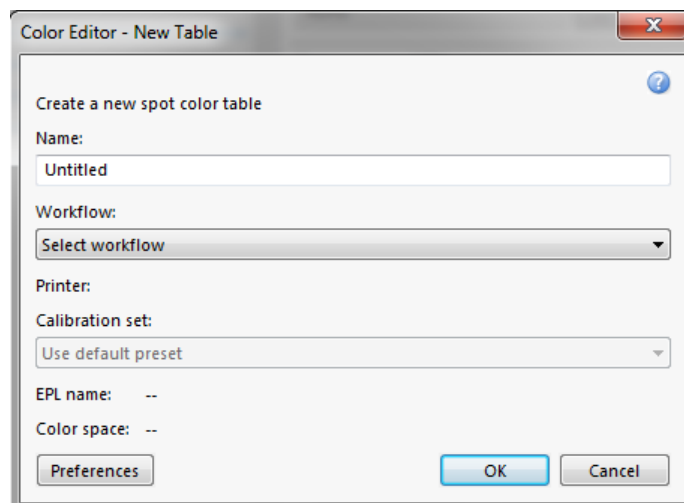 Color Editor - New Table
Create a new spot color table
Name:
Untitled
Workflow:
Select workflow
Printer:
Calibration set:
Use default preset
EPL name: --
Color space: --
Preferences OK Cancel